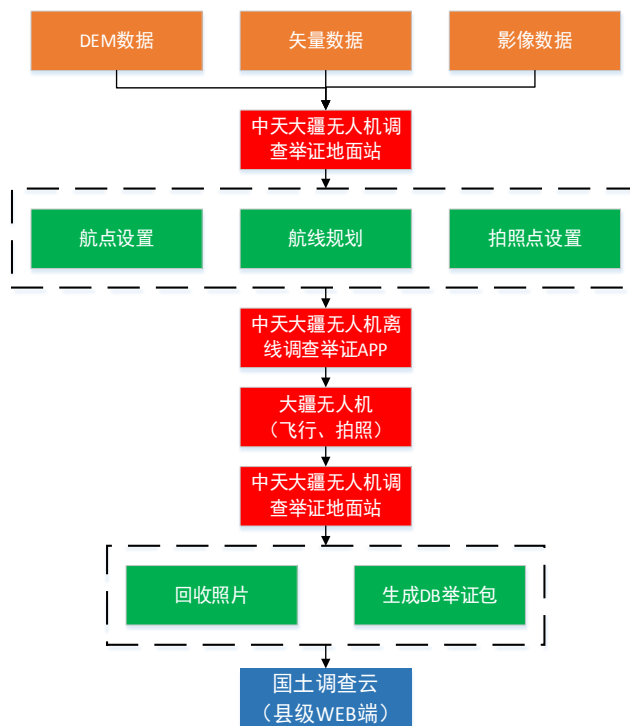 DEM数据
矢量数据
影像数据
中天大疆无人机调
查举证地面站
航点设置
航线规划
拍照点设置
中天大疆无人机离
线调查举证APP
大疆无人机
（飞行、拍照）
中天大疆无人机调
查举证地面站
回收照片
生成DB举证包
国土调查云
（县级WEB端）